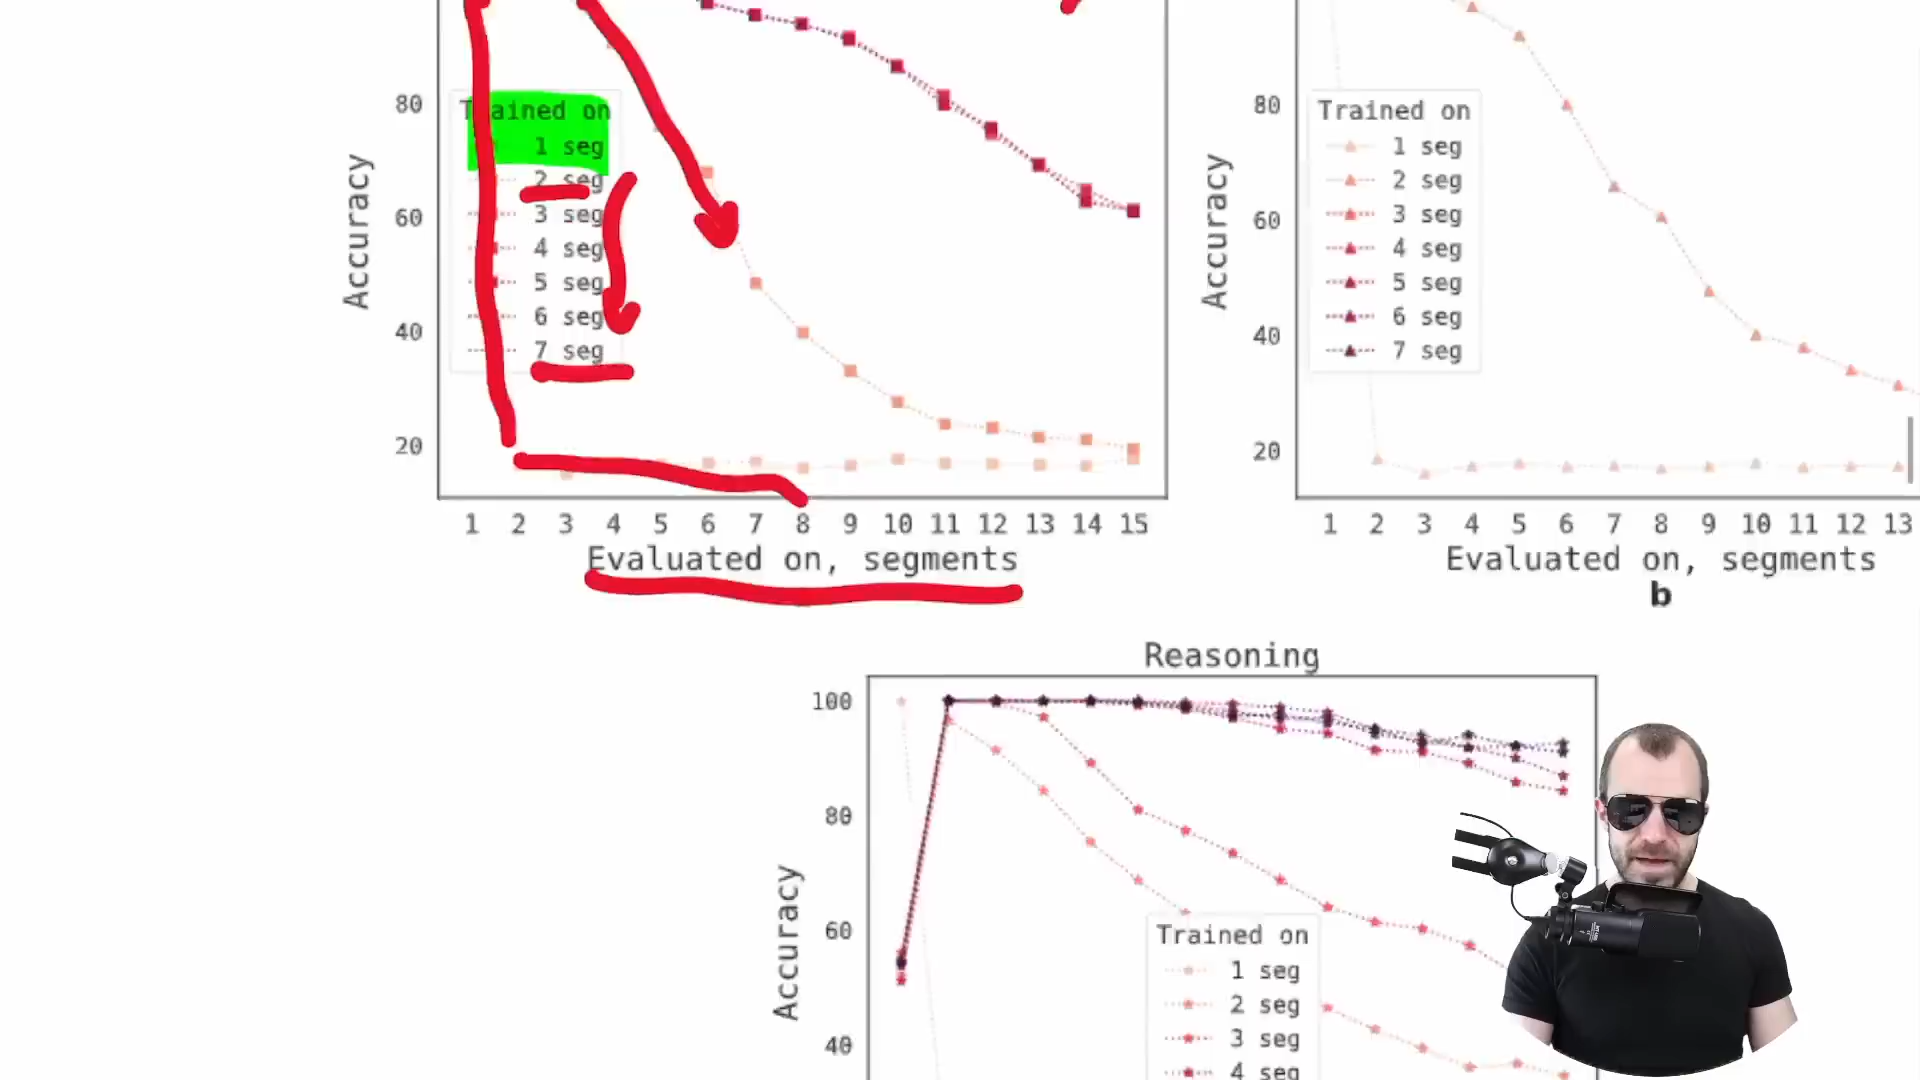 80
60
40
20
Accuracy
Trained on
1 seg
2 seg
3 seg
4 seg
5 seg
6 seg
7 seg
1 2 3 4 5 6 7 8 9 10 11 12 13 14 15
Evaluated on, segments
80
60
40
20
Accuracy
Trained on
1 seg
2 seg
3 seg
4 seg
5 seg
6 seg
7 seg
1 2 3 4 5 6 7 8 9 10 11 12 13
Evaluated on, segments
b
Reasoning
100
80
60
40
Accuracy
Trained on
1 seg
2 seg
3 seg
4 seg